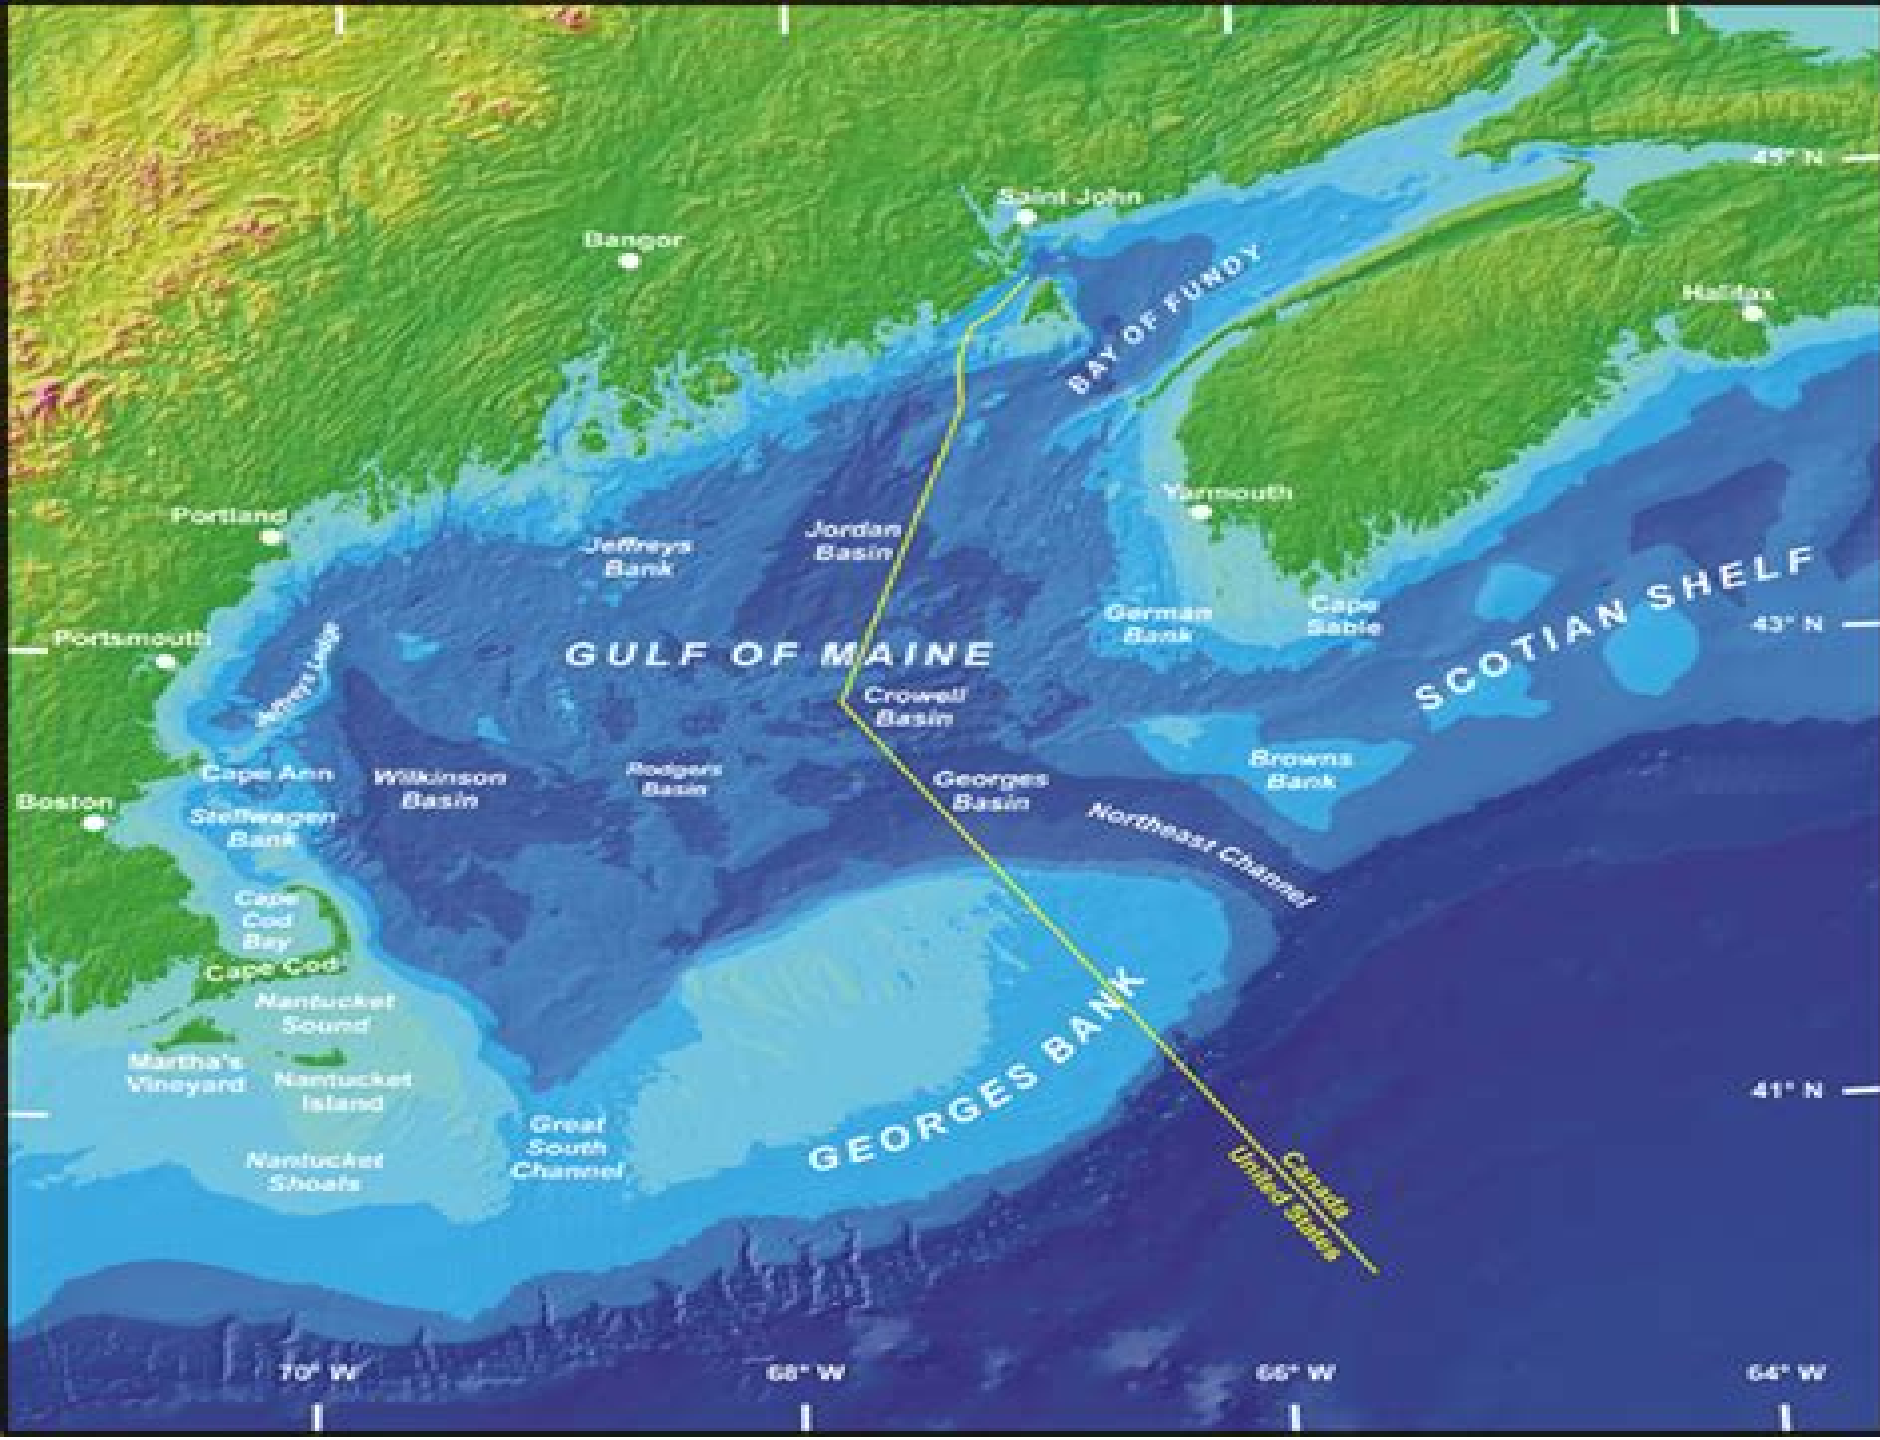 45° N
Saint John
Bangor
BAY OF FUNDY
Halifax
Portland
Yarmouth
Jordan
Basin
Jeffreys
Bank
SCOTIAN SHELF
German
Bank
Cape
Sable
43° N
Portsmouth
Jeffreys Ledge
GULF OF MAINE
Crowell
Basin
Browns
Bank
Cape Ann
Wilkinson
Basin
Rodgers
Basin
Georges
Basin
Boston
Stellwagen
Bank
Northeast Channel
Cape
Cod
Bay
Cape Cod
Nantucket
Sound
GEORGES BANK
Martha's
Vineyard
Nantucket
Island
41° N
Great
South
Channel
Nantucket
Shoals
Canada
United States
70° W
68° W
66° W
64° W